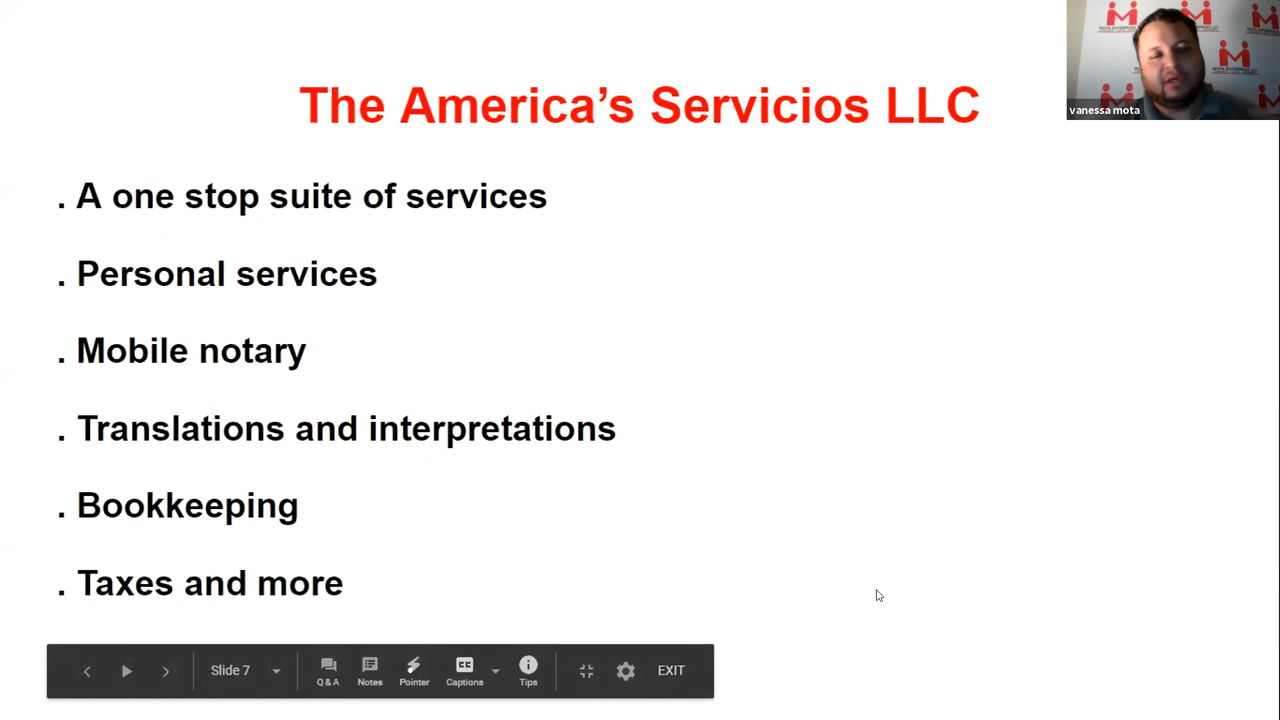 The America’s Servicios LLC
vanessa mota
. A one stop suite of services
. Personal services
. Mobile notary
. Translations and interpretations
. Bookkeeping
. Taxes and more
Slide 7
Q & A
Notes
Pointer
CC
Captions
Tips
EXIT